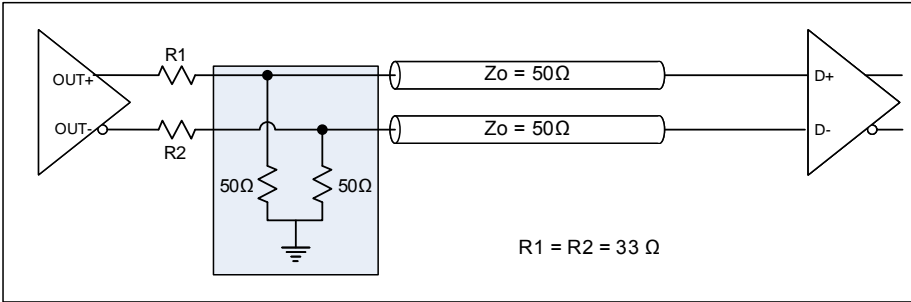 R1
OUT+
Zo = 50Ω
D+
OUT-
Zo = 50Ω
D-
R2
50Ω
50Ω
R1 = R2 = 33 Ω